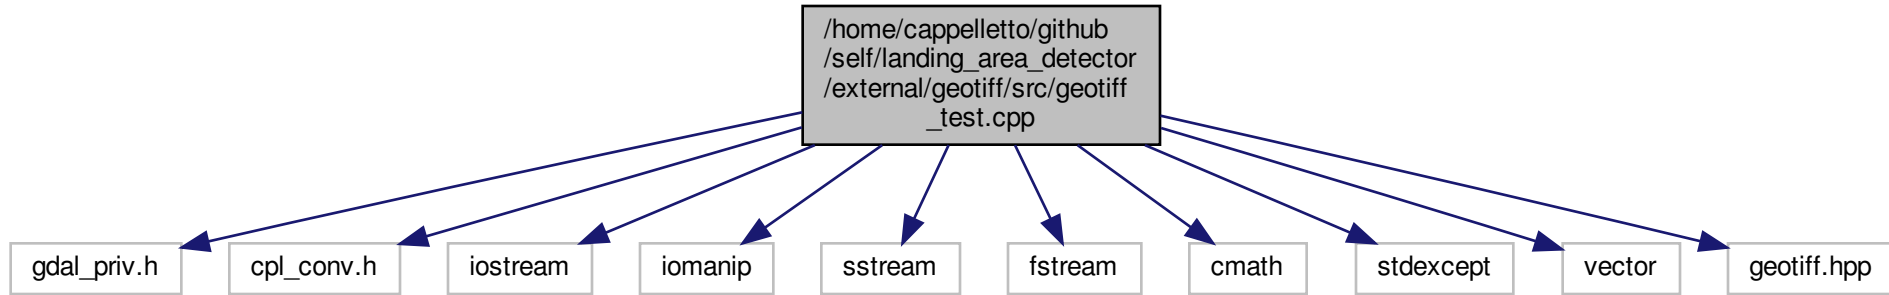 /home/cappelletto/github
/self/landing_area_detector
/external/geotiff/src/geotiff
_test.cpp
gdal_priv.h
cpl_conv.h
iostream
iomanip
sstream
fstream
cmath
stdexcept
vector
geotiff.hpp